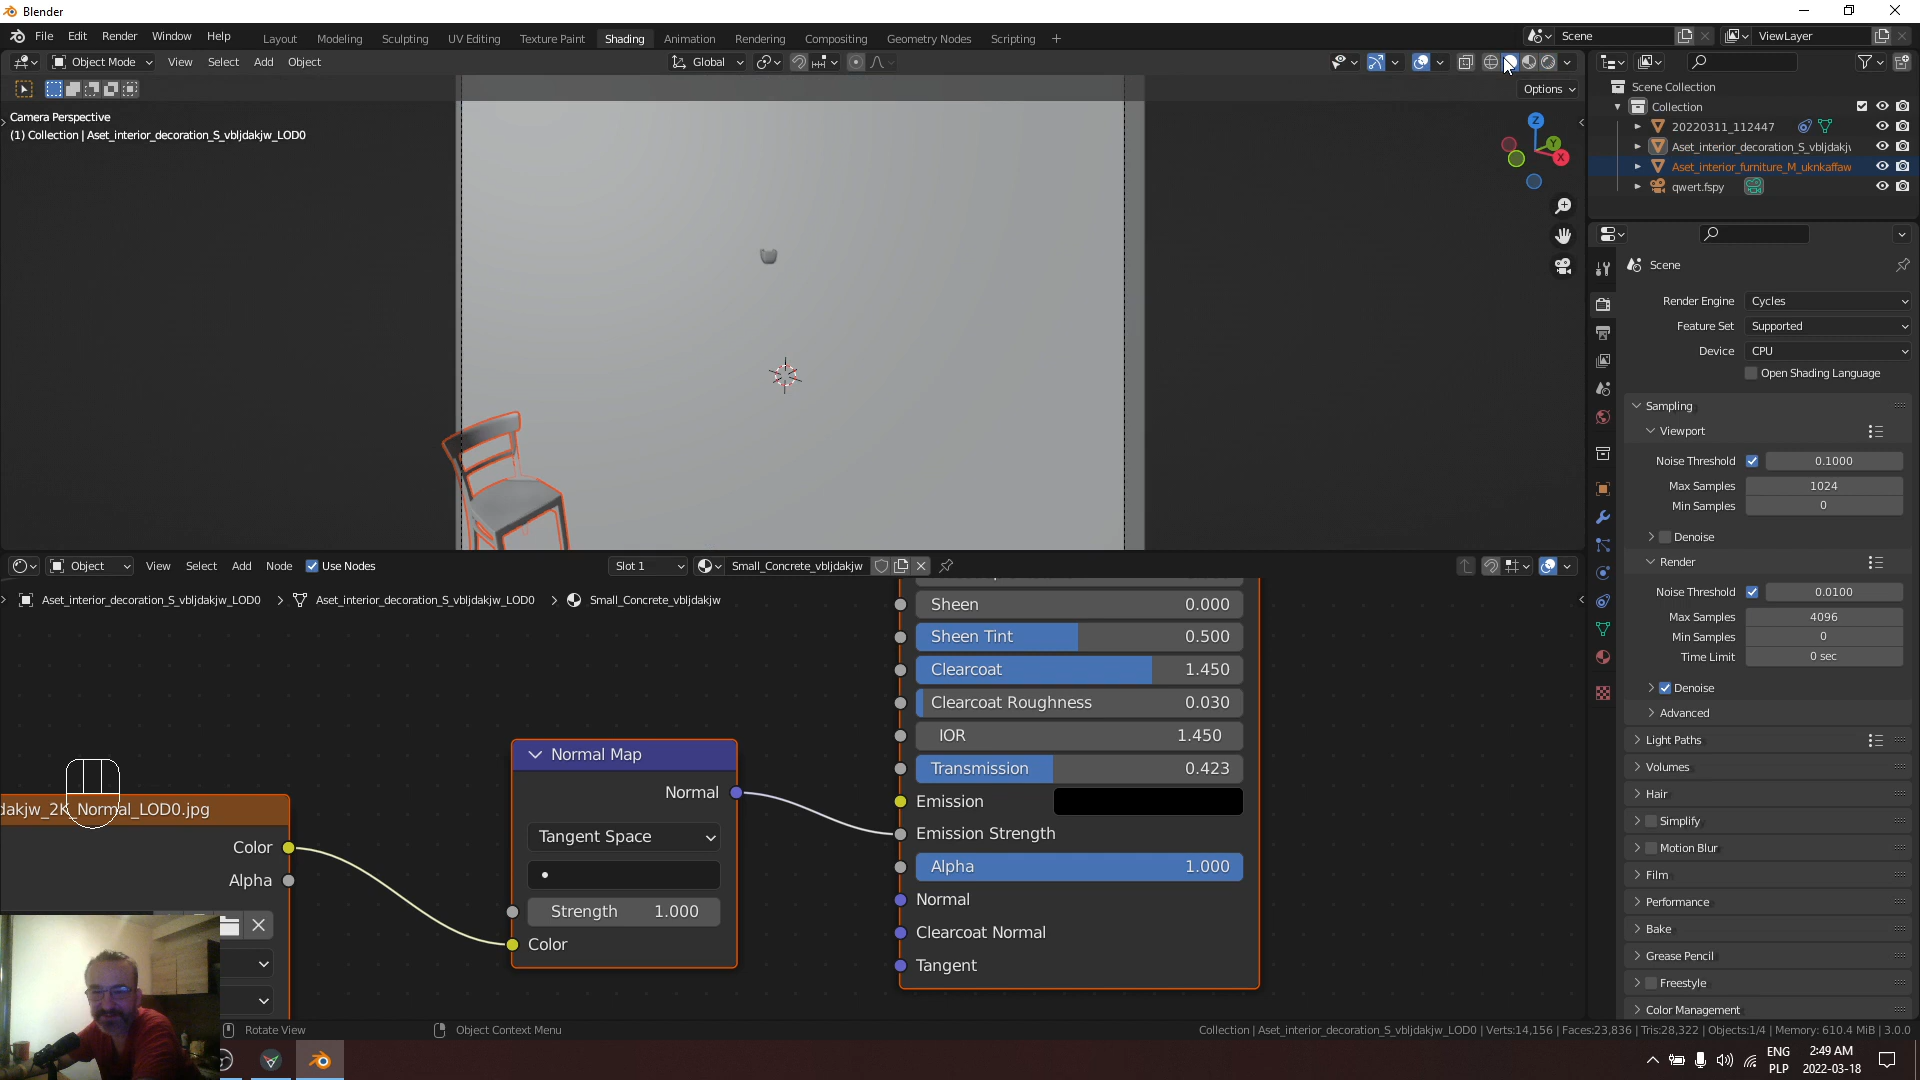 Blender
File Edit Render Window Help
Layout Modeling Sculpting UV Editing Texture Paint Shading Animation Rendering Compositing Geometry Nodes Scripting +
Scene
ViewLayer
Object Mode View Select Add Object
Global
Options
Camera Perspective
(1) Collection | Aset_interior_decoration_S_vbljdakjw_LOD0
Z
Y
X
Scene Collection
Collection
20220311_112447
Aset_interior_decoration_S_vbljdakj
Aset_interior_furniture_M_uknkaffaw
qwert.fspy
Scene
Render Engine Cycles
Feature Set Supported
Device CPU
Open Shading Language
Sampling
Viewport
Noise Threshold 0.1000
Max Samples 1024
Min Samples 0
Denoise
Render
Noise Threshold 0.0100
Max Samples 4096
Min Samples 0
Time Limit 0 sec
Denoise
Advanced
Light Paths
Volumes
Hair
Simplify
Motion Blur
Film
Performance
Bake
Grease Pencil
Freestyle
Color Management
Object View Select Add Node Use Nodes
Slot 1
Small_Concrete_vbljdakjw
Aset_interior_decoration_S_vbljdakjw_LOD0 > Aset_interior_decoration_S_vbljdakjw_LOD0 > Small_Concrete_vbljdakjw
Sheen 0.000
Sheen Tint 0.500
Clearcoat 1.450
Clearcoat Roughness 0.030
IOR 1.450
Transmission 0.423
Emission
Emission Strength
Alpha 1.000
Normal
Clearcoat Normal
Tangent
Normal Map
Normal
Tangent Space
Strength 1.000
Color
dakjw_2K_Normal_LOD0.jpg
Color
Alpha
Rotate View
Object Context Menu
Collection | Aset_interior_decoration_S_vbljdakjw_LOD0 | Verts:14,156 | Faces:23,836 | Tris:28,322 | Objects:1/4 | Memory: 610.4 MiB | 3.0.0
ENG
PLP
2:49 AM
2022-03-18